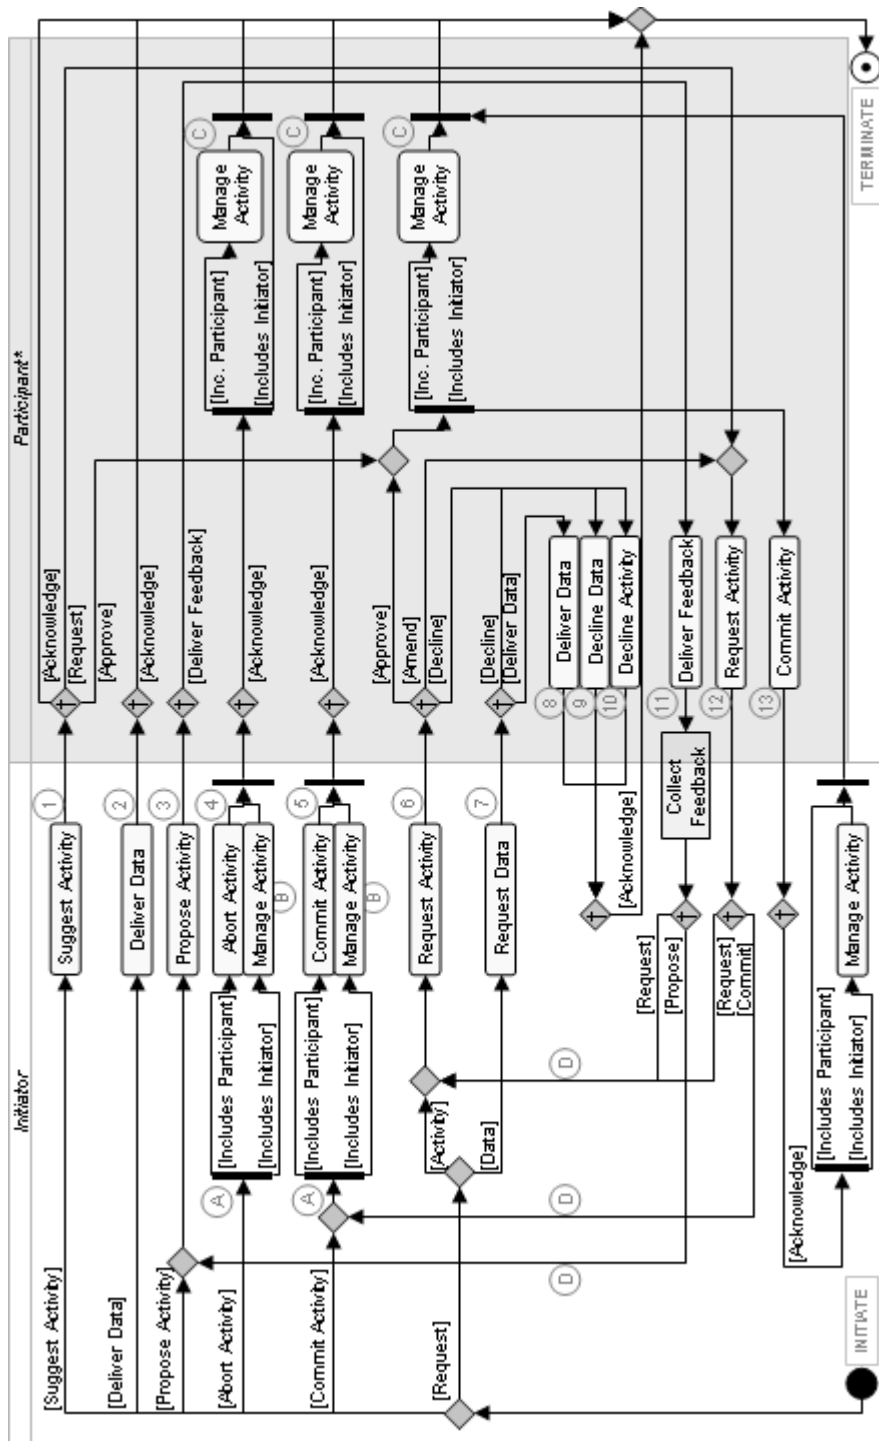 Initiator
Participant*
INITIATE
TERMINATE
[Suggest Activity]
Suggest Activity
1
[Acknowledge]
[Request]
[Approve]
[Deliver Data]
Deliver Data
2
[Acknowledge]
[Propose Activity]
Propose Activity
3
[Deliver Feedback]
[Abort Activity]
A
[Includes Participant]
[Includes Initiator]
Abort Activity
Manage Activity
4
B
[Acknowledge]
[Inc. Participant]
[Includes Initiator]
Manage
Activity
C
[Commit Activity]
A
[Includes Participant]
[Includes Initiator]
Commit Activity
Manage Activity
5
B
[Acknowledge]
[Inc. Participant]
[Includes Initiator]
Manage
Activity
C
[Request]
[Activity]
[Data]
Request Activity
6
[Approve]
[Amend]
[Decline]
[Inc. Participant]
[Includes Initiator]
Manage
Activity
C
Request Data
7
[Decline]
[Deliver Data]
D
D
D
8
Deliver Data
9
Decline Data
10
Decline Activity
[Acknowledge]
[Request]
[Propose]
Collect
Feedback
11
Deliver Feedback
[Request]
[Commit]
12
Request Activity
13
Commit Activity
[Acknowledge]
[Includes Participant]
[Includes Initiator]
Manage Activity